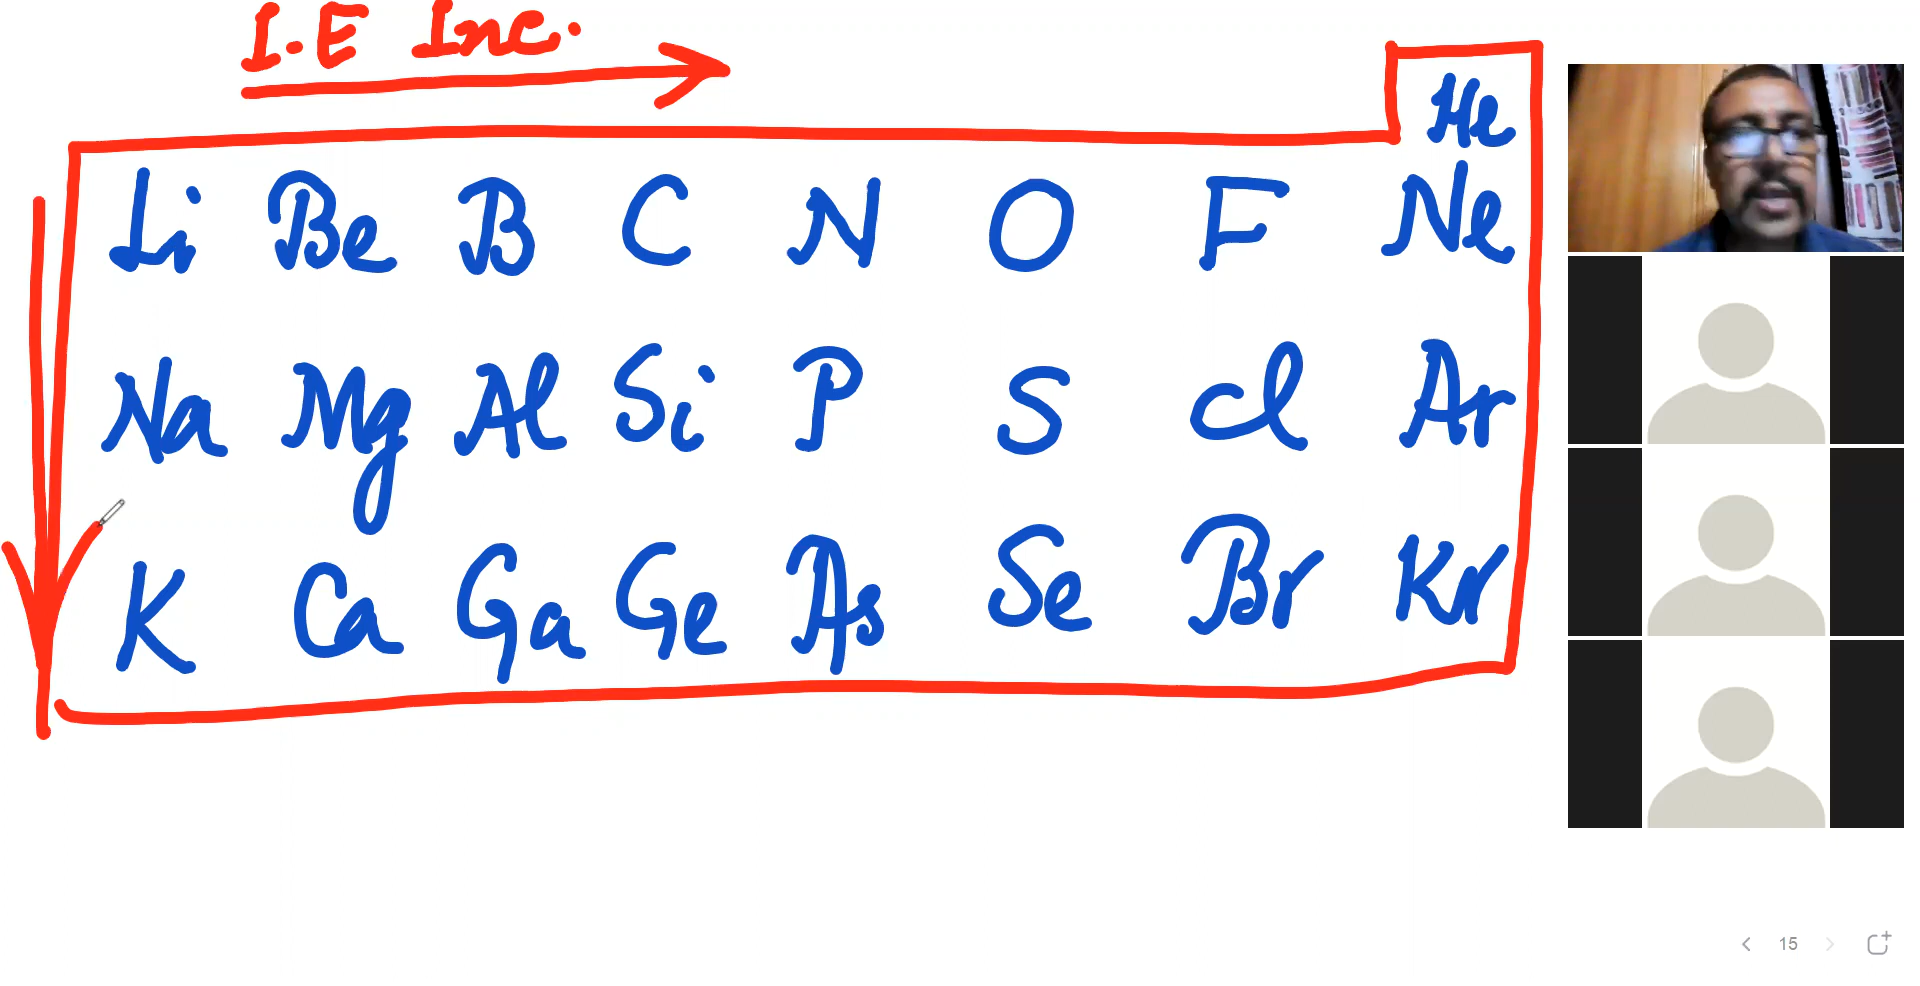 I.E Inc.
He
Li Be B C N O F Ne
Na Mg Al Si P S Cl Ar
K Ca Ga Ge As Se Br Kr
15